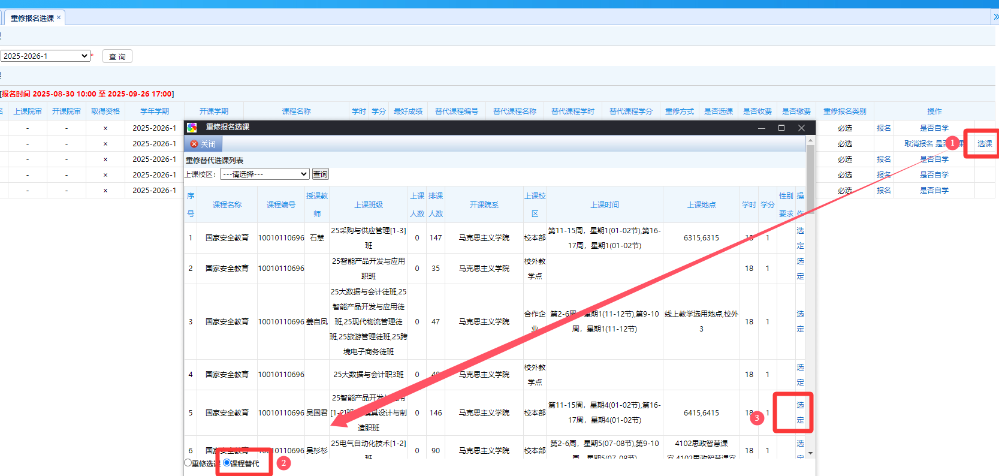 重修报名选课 ×
»
2025-2026-1 * 查 询
[报名时间 2025-08-30 10:00 至 2025-09-26 17:00]
上课院审 开课院审 取得资格 学年学期 开课学期 课程名称 学时 学分 最好成绩 替代课程编号 替代课程名称 替代课程学时 替代课程学分 重修方式 是否选课 是否收费 是否缴费 重修报名类别 操作
- - × 2025-2026-1 必选 报名 是否自学
- - × 2025-2026-1 必选 取消报名 是否 1 选课
- - × 2025-2026-1 必选 报名 是否自学
- - × 2025-2026-1 必选 报名 是否自学
- - × 2025-2026-1 必选 报名 是否自学
重修报名选课
关闭
重修替代选课列表
上课校区： ---请选择--- 查询
序号 课程名称 课程编号 授课教师 上课班级 上课人数 排课人数 开课院系 上课校区 上课时间 上课地点 学时 学分 性别要求 操作
1 国家安全教育 10010110696 石慧 25采购与供应管理[1-3]班 0 147 马克思主义学院 校本部 第11-15周，星期1(01-02节),第16-17周，星期1(01-02节) 6315,6315 18 1 选定
2 国家安全教育 10010110696 25智能产品开发与应用职班 0 35 马克思主义学院 校外教学点 18 1 选定
3 国家安全教育 10010110696 姜自凤 25大数据与会计徒班,25智能产品开发与应用徒班,25现代物流管理徒班,25旅游管理徒班,25跨境电子商务徒班 0 47 马克思主义学院 合作企业 第2-6周，星期1(11-12节),第9-10周，星期1(11-12节) 线上教学选用地点,校外3 18 1 选定
4 国家安全教育 10010110696 25大数据与会计职3班 0 马克思主义学院 校外教学点 18 1 选定
5 国家安全教育 10010110696 吴国君 25智能产品开发与应用[1-2]班 模具设计与制造职班 0 146 马克思主义学院 校本部 第11-15周，星期4(01-02节),第16-17周，星期4(01-02节) 6415,6415 18 1 选定
3
6 国家安全教育 10010110696 吴杉杉 25电气自动化技术[1-2]班 0 90 马克思主义学院 校本部 第2-6周，星期5(07-08节),第9-10周，星期5(07-08节) 4102思政智慧课室,4102思政智慧课室 18 1 选定
重修选课 课程替代 2